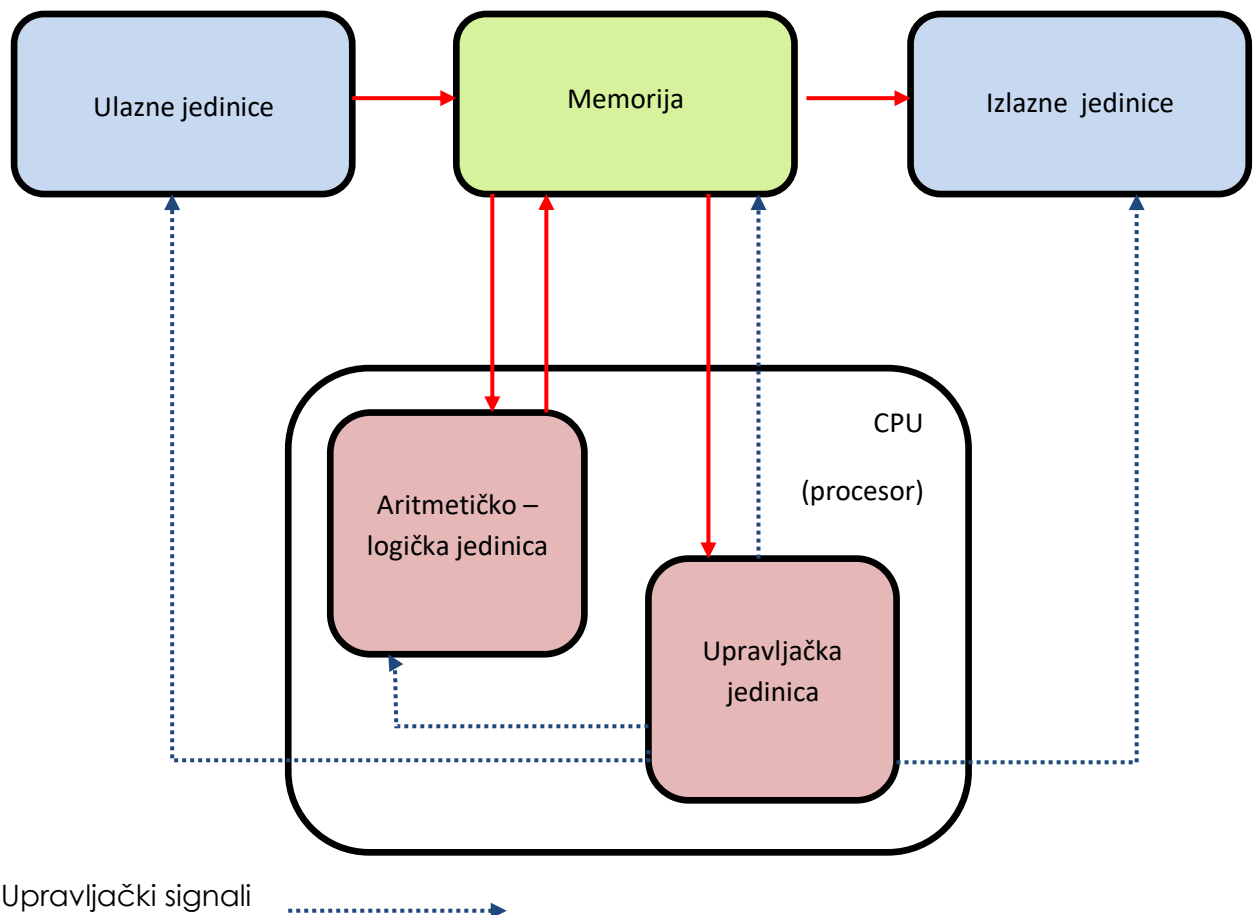 Ulazne jedinice
Memorija
Izlazne jedinice
CPU
(procesor)
Aritmetičko –
logička jedinica
Upravljačka
jedinica
Upravljački signali